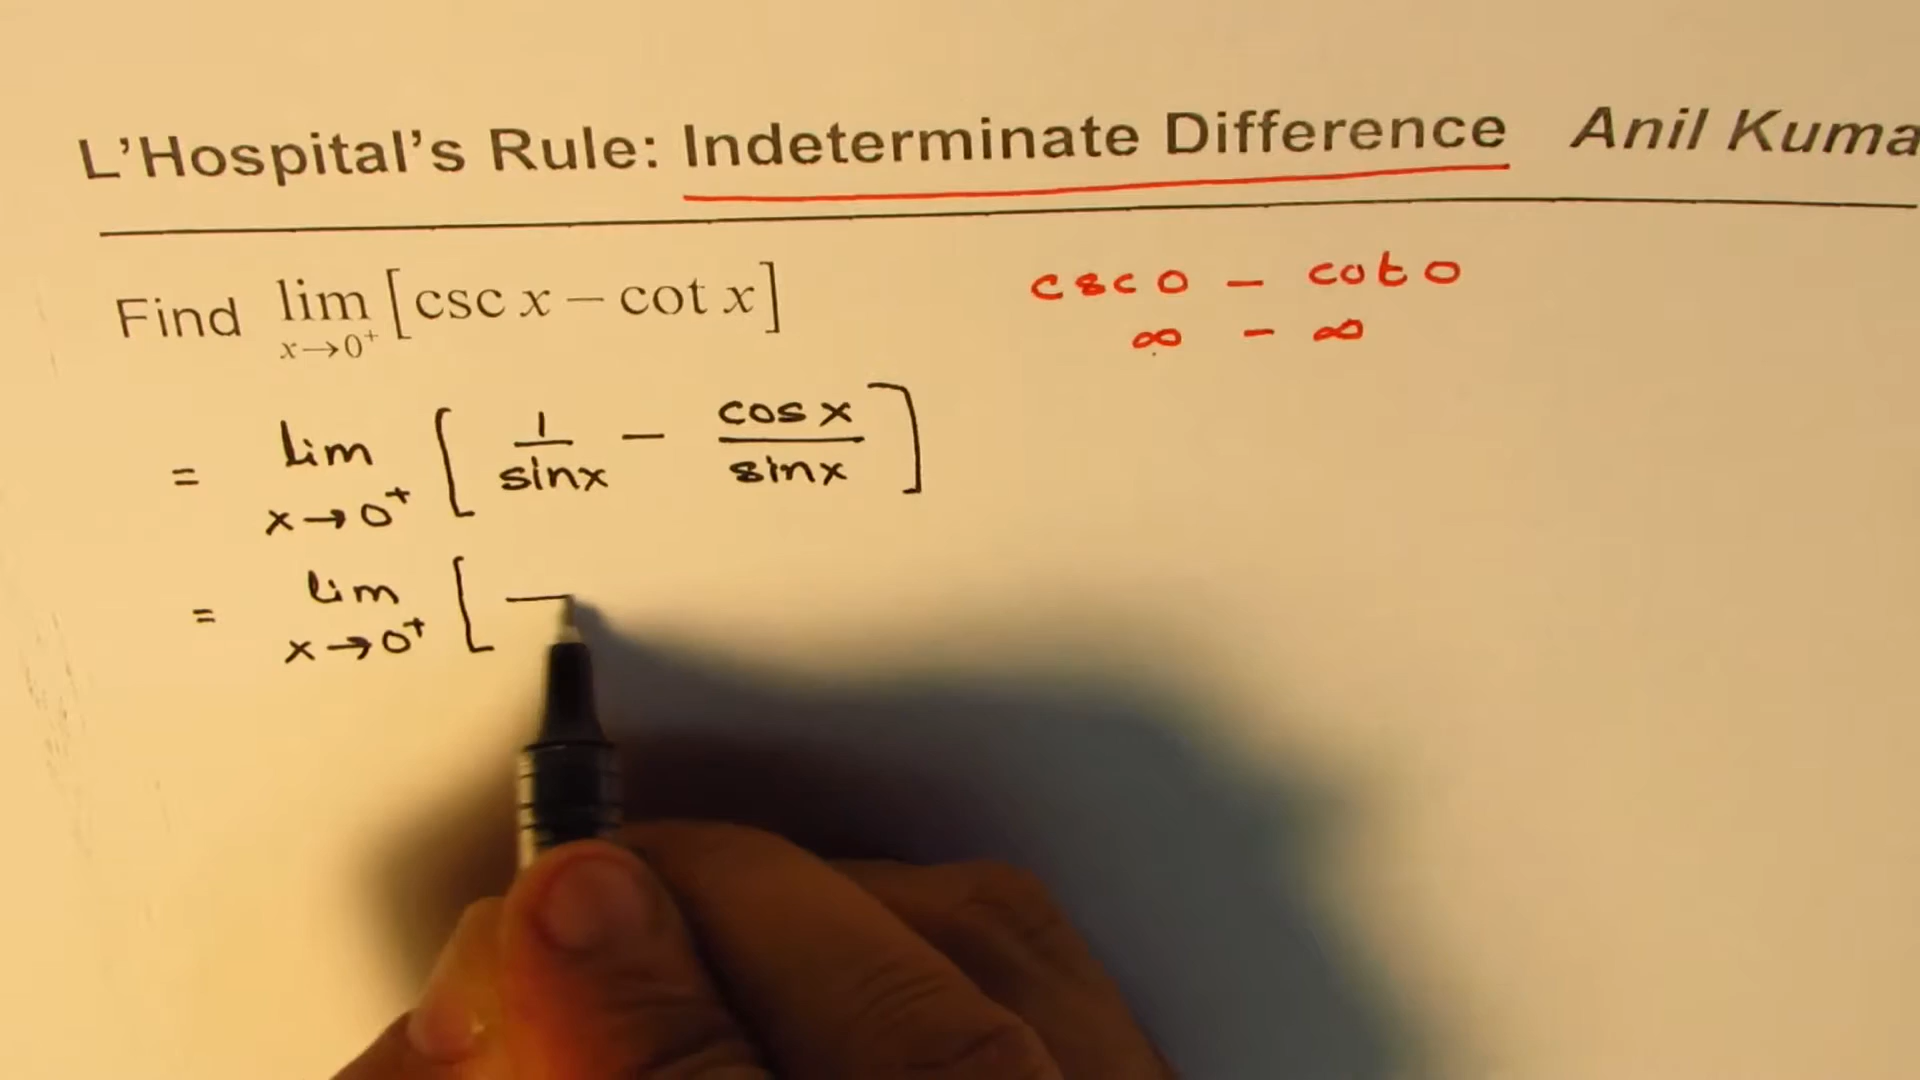 L'Hospital's Rule: Indeterminate Difference Anil Kuma
Find lim x→0⁺ [csc x − cot x]
csc 0 − cot 0
∞ − ∞
= lim x→0⁺ [ 1/sinx − cos x/sinx ]
= lim x→0⁺ [